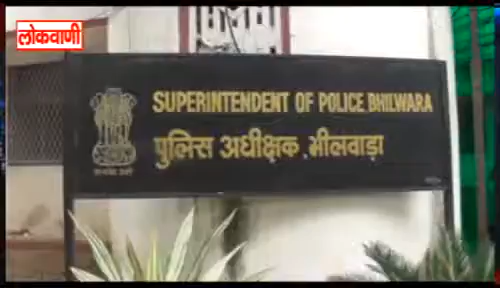 लोकवाणी
SUPERINTENDENT OF POLICE BHILWARA
पुलिस अधीक्षक, भीलवाड़ा